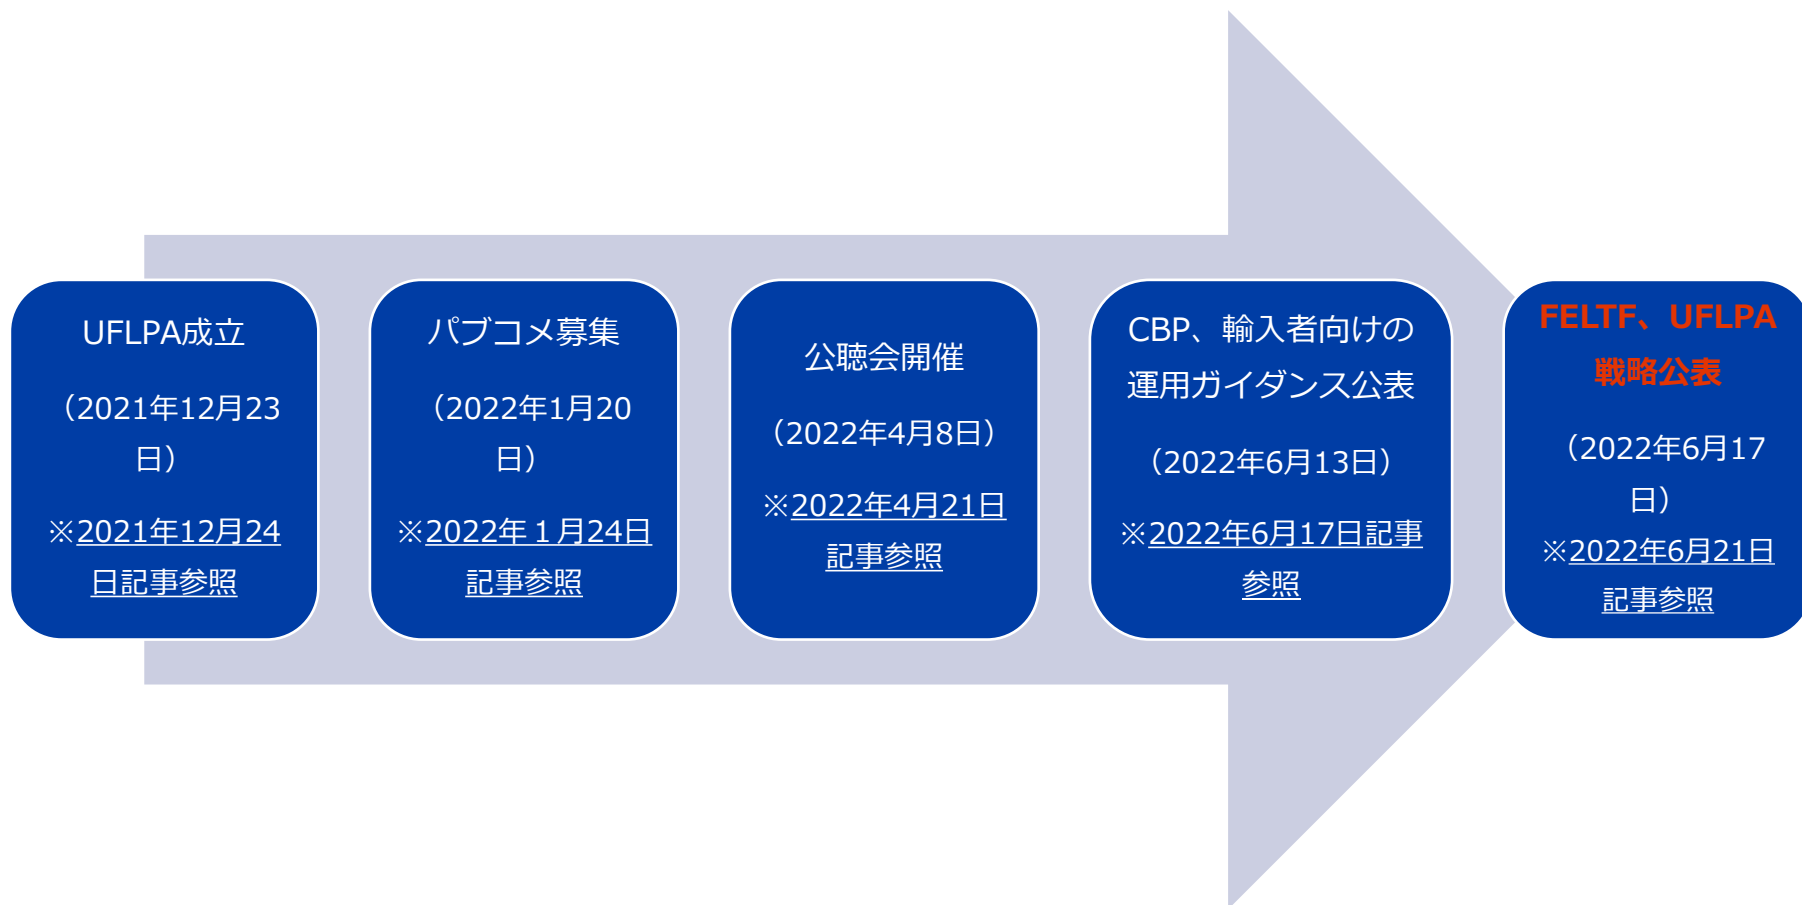 UFLPA成立
（2021年12月23
日）
※2021年12月24
日記事参照
パブコメ募集
（2022年1月20
日）
※2022年１月24日
記事参照
公聴会開催
（2022年4月8日）
※2022年4月21日
記事参照
CBP、輸入者向けの
運用ガイダンス公表
（2022年6月13日）
※2022年6月17日記事
参照
FELTF、UFLPA
戦略公表
（2022年6月17
日）
※2022年6月21日
記事参照